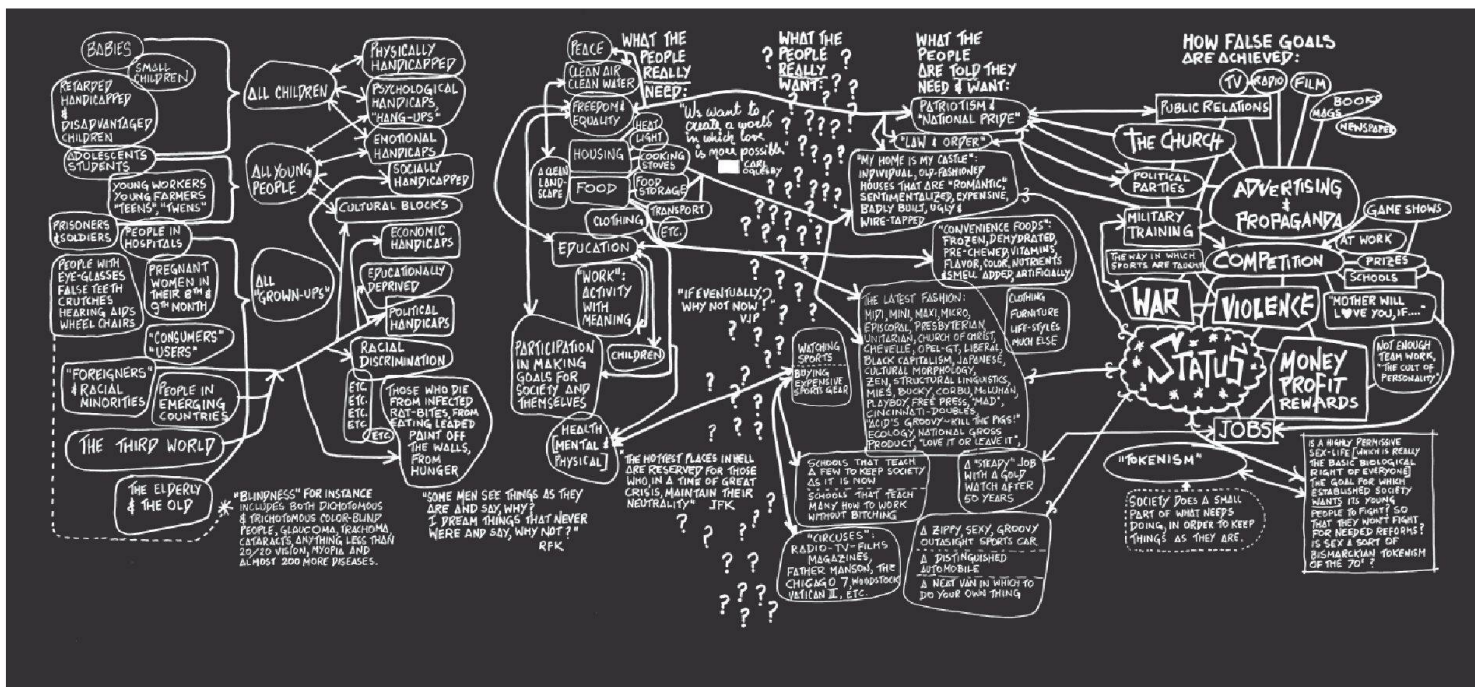 BABIES
SMALL
CHILDREN
RETARDED
HANDICAPPED
&
DISADVANTAGED
CHILDREN
ADOLESCENTS
STUDENTS
YOUNG WORKERS
YOUNG FARMERS
"TEENS", "TWENS"
PRISONERS
& SOLDIERS
PEOPLE IN
HOSPITALS
PEOPLE WITH
EYE-GLASSES
FALSE TEETH
CRUTCHES
HEARING AIDS
WHEEL CHAIRS
PREGNANT
WOMEN IN
THEIR 8TH &
9TH MONTH
"CONSUMERS"
"USERS"
"FOREIGNERS"
& RACIAL
MINORITIES
PEOPLE IN
EMERGING
COUNTRIES
THE THIRD WORLD
THE ELDERLY
& THE OLD
* "BLINDNESS" FOR INSTANCE
INCLUDES BOTH DICHOTOMOUS
& TRICHOTOMOUS COLOR-BLIND
PEOPLE, GLAUCOMA, TRACHOMA,
CATARACTS, ANYTHING LESS THAN
20/20 VISION, MYOPIA AND
ALMOST 200 MORE DISEASES.
ALL CHILDREN
ALL YOUNG
PEOPLE
ALL
"GROWN-UPS"
PHYSICALLY
HANDICAPPED
PSYCHOLOGICAL
HANDICAPS,
"HANG-UPS"
EMOTIONAL
HANDICAPS
SOCIALLY
HANDICAPPED
CULTURAL BLOCKS
ECONOMIC
HANDICAPS
EDUCATIONALLY
DEPRIVED
POLITICAL
HANDICAPS
RACIAL
DISCRIMINATION
ETC.
ETC.
ETC.
ETC.
ETC.
THOSE WHO DIE
FROM INFECTED
RAT-BITES, FROM
EATING LEADED
PAINT OFF
THE WALLS,
FROM
HUNGER
"SOME MEN SEE THINGS AS THEY
ARE AND SAY, WHY?
I DREAM THINGS THAT NEVER
WERE AND SAY, WHY NOT?"
RFK
WHAT THE
PEOPLE
REALLY
NEED:
PEACE
CLEAN AIR
CLEAN WATER
FREEDOM &
EQUALITY
HEAT
LIGHT
HOUSING
COOKING
STOVES
A CLEAN
LAND-
SCAPE
FOOD
FOOD
STORAGE
CLOTHING
TRANSPORT
ETC.
EDUCATION
"WORK":
ACTIVITY
WITH
MEANING
CHILDREN
PARTICIPATION
IN MAKING
GOALS FOR
SOCIETY AND
THEMSELVES
HEALTH
[MENTAL &
PHYSICAL]
"We want to
create a world
in which love
is more possible"
CARL
OGLESBY
"IF EVENTUALLY,
WHY NOT NOW?"
"THE HOTTEST PLACES IN HELL
ARE RESERVED FOR THOSE
WHO, IN A TIME OF GREAT
CRISIS, MAINTAIN THEIR
NEUTRALITY" JFK
WHAT THE
PEOPLE
REALLY
WANT:
WHAT THE
PEOPLE
ARE TOLD THEY
NEED & WANT:
PATRIOTISM &
"NATIONAL PRIDE"
"LAW & ORDER"
"MY HOME IS MY CASTLE":
INDIVIDUAL, OLD-FASHIONED
HOUSES THAT ARE "ROMANTIC",
SENTIMENTALIZED, EXPENSIVE,
BADLY BUILT, UGLY &
WIRE-TAPPED
"CONVENIENCE FOODS":
FROZEN, DEHYDRATED,
PRE-CHEWED, VITAMINS
FLAVOR, COLOR, NUTRIENTS
& SMELL ADDED, ARTIFICIALLY
THE LATEST FASHION:
MIDI, MINI, MAXI, MICRO,
EPISCOPAL, PRESBYTERIAN,
UNITARIAN, CHURCH OF CHRIST,
CHEVELLE, OPEL-GT, LIBERAL,
BLACK CAPITALISM, JAPANESE,
CULTURAL MORPHOLOGY,
ZEN, STRUCTURAL LINGUISTICS,
MIES, BUCKY, CORBU, McLUHAN,
PLAYBOY, FREE PRESS, "MAD",
CINCINNATI-DOUBLES,
"ACID'S GROOVY-KILL THE PIGS!"
ECOLOGY, NATIONAL GROSS
PRODUCT, "LOVE IT OR LEAVE IT",
CLOTHING
FURNITURE
LIFE-STYLES
MUCH ELSE
WATCHING
SPORTS
BUYING
EXPENSIVE
SPORTS GEAR
SCHOOLS THAT TEACH
A FEW TO KEEP SOCIETY
AS IT IS NOW
SCHOOLS THAT TEACH
MANY HOW TO WORK
WITHOUT BITCHING
A "STEADY" JOB
WITH A GOLD
WATCH AFTER
50 YEARS
"CIRCUSES":
RADIO-TV-FILMS
MAGAZINES,
FATHER MANSON, THE
CHICAGO 7, WOODSTOCK
VATICAN II, ETC.
A ZIPPY, SEXY, GROOVY
OUTASIGHT SPORTS CAR
A DISTINGUISHED
AUTOMOBILE
A NEAT VAN IN WHICH TO
DO YOUR OWN THING
HOW FALSE GOALS
ARE ACHIEVED:
TV
RADIO
FILM
BOOKS
MAGS
NEWSPAPER
PUBLIC RELATIONS
THE CHURCH
POLITICAL
PARTIES
ADVERTISING
&
PROPAGANDA
MILITARY
TRAINING
GAME SHOWS
AT WORK
PRIZES
SCHOOLS
THE WAY IN WHICH
SPORTS ARE TAUGHT
COMPETITION
WAR
VIOLENCE
"MOTHER WILL
LOVE YOU, IF...."
STATUS
MONEY
PROFIT
REWARDS
NOT ENOUGH
TEAM WORK,
"THE CULT OF
PERSONALITY"
JOBS
"TOKENISM"
SOCIETY DOES A SMALL
PART OF WHAT NEEDS
DOING, IN ORDER TO KEEP
THINGS AS THEY ARE.
IS A HIGHLY PERMISSIVE
SEX-LIFE [WHICH IS REALLY
THE BASIC BIOLOGICAL
RIGHT OF EVERYONE]
THE GOAL FOR WHICH
ESTABLISHED SOCIETY
WANTS ITS YOUNG
PEOPLE TO FIGHT? SO
THAT THEY WON'T FIGHT
FOR NEEDED REFORMS?
IS SEX A SORT OF
BISMARCKIAN TOKENISM
OF THE 70s?